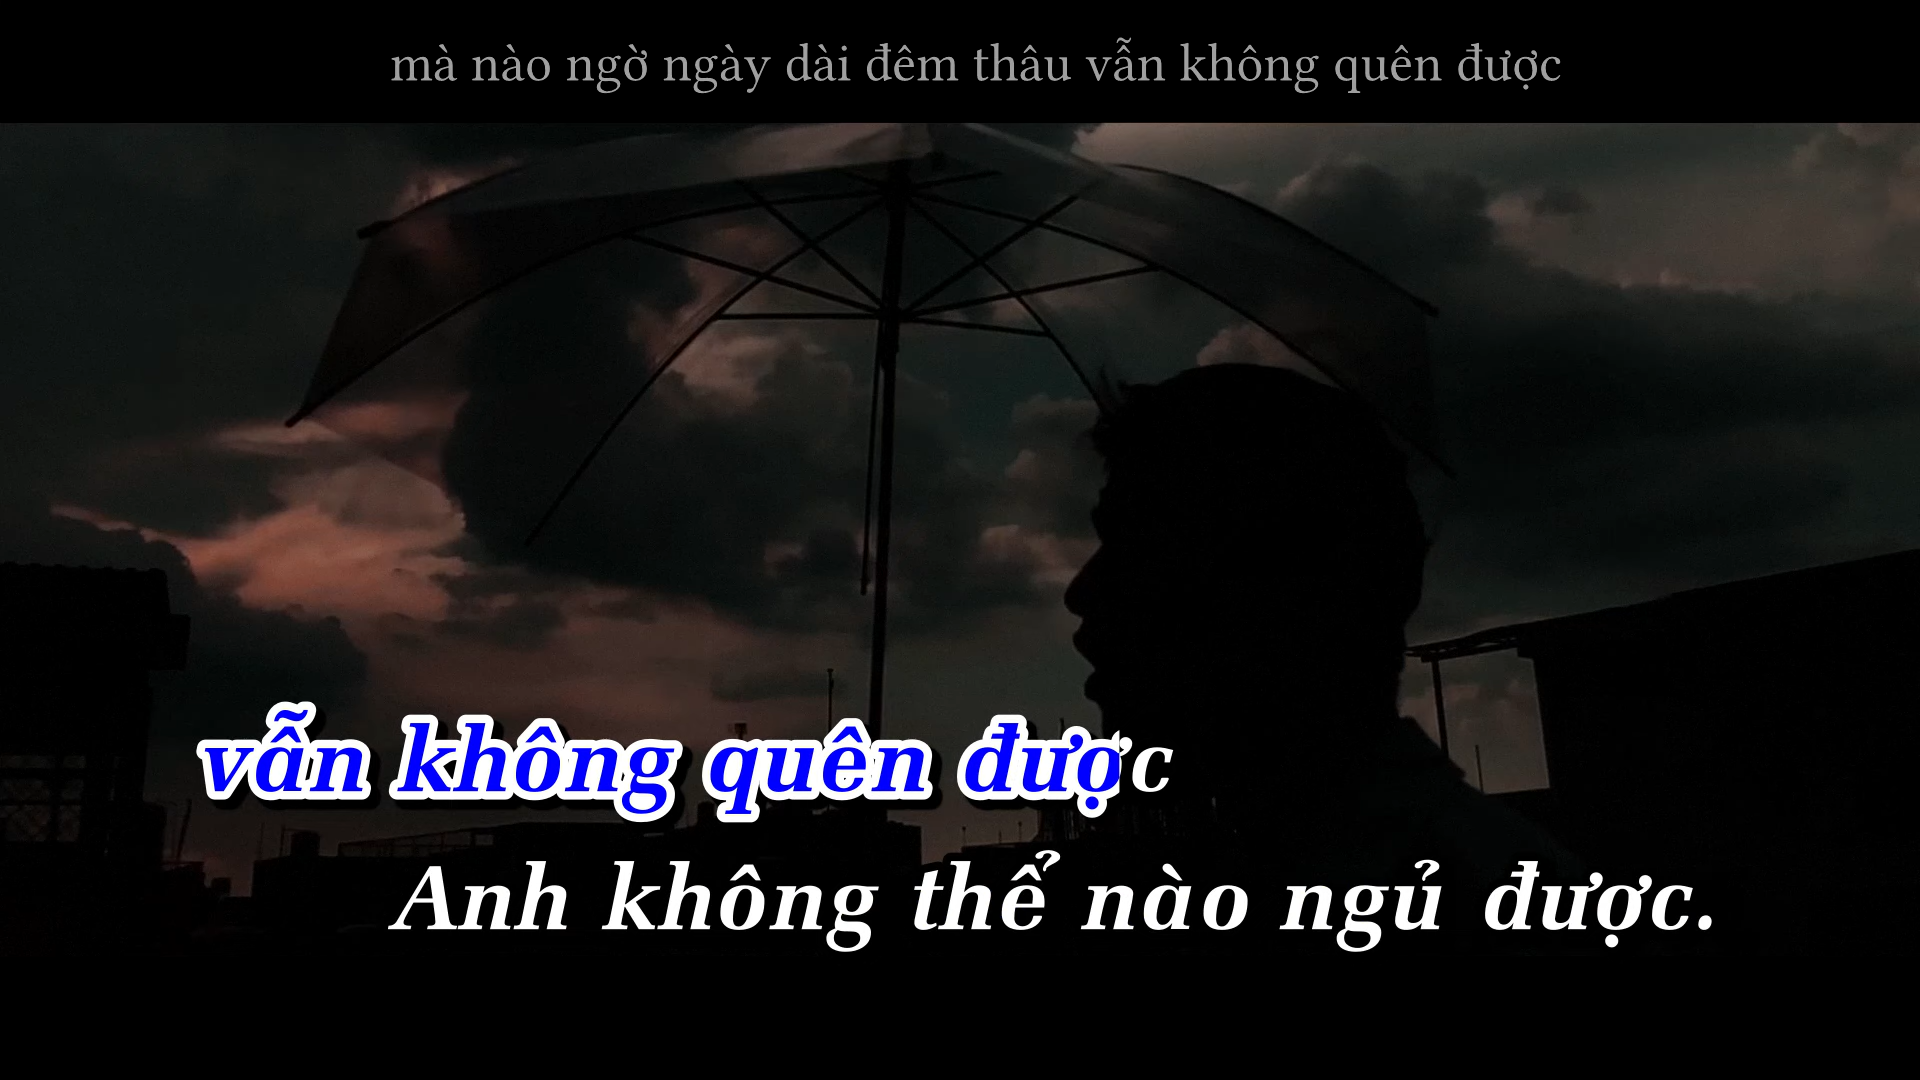 mà nào ngờ ngày dài đêm thâu vẫn không quên được
vẫn không quên được
Anh không thể nào ngủ được.